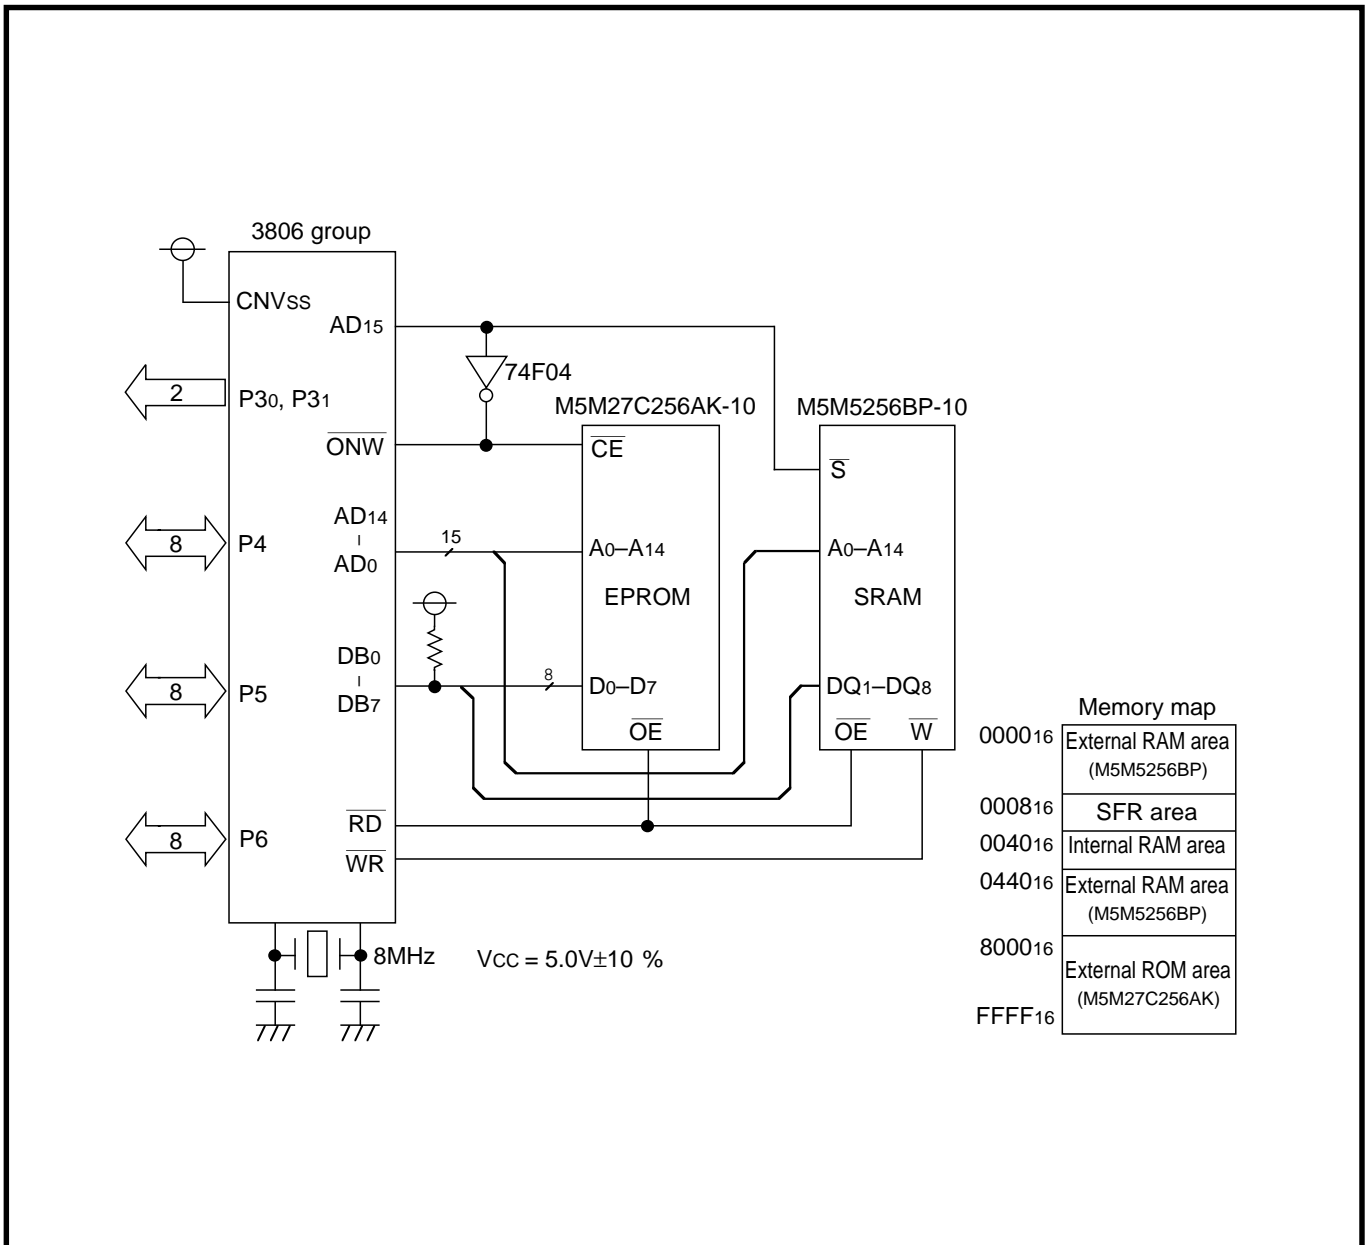 3806 group
CNVSS
AD15
2
P30, P31
74F04
M5M27C256AK-10
M5M5256BP-10
ONW
CE
S
AD14
15
8
P4
A0–A14
A0–A14
AD0
EPROM
SRAM
DB0
8
8
P5
D0–D7
DQ1–DQ8
DB7
OE
OE
W
8
P6
RD
WR
8MHz
VCC = 5.0V±10 %
Memory map
000016
External RAM area
(M5M5256BP)
000816
SFR area
004016
Internal RAM area
044016
External RAM area
(M5M5256BP)
800016
External ROM area
(M5M27C256AK)
FFFF16